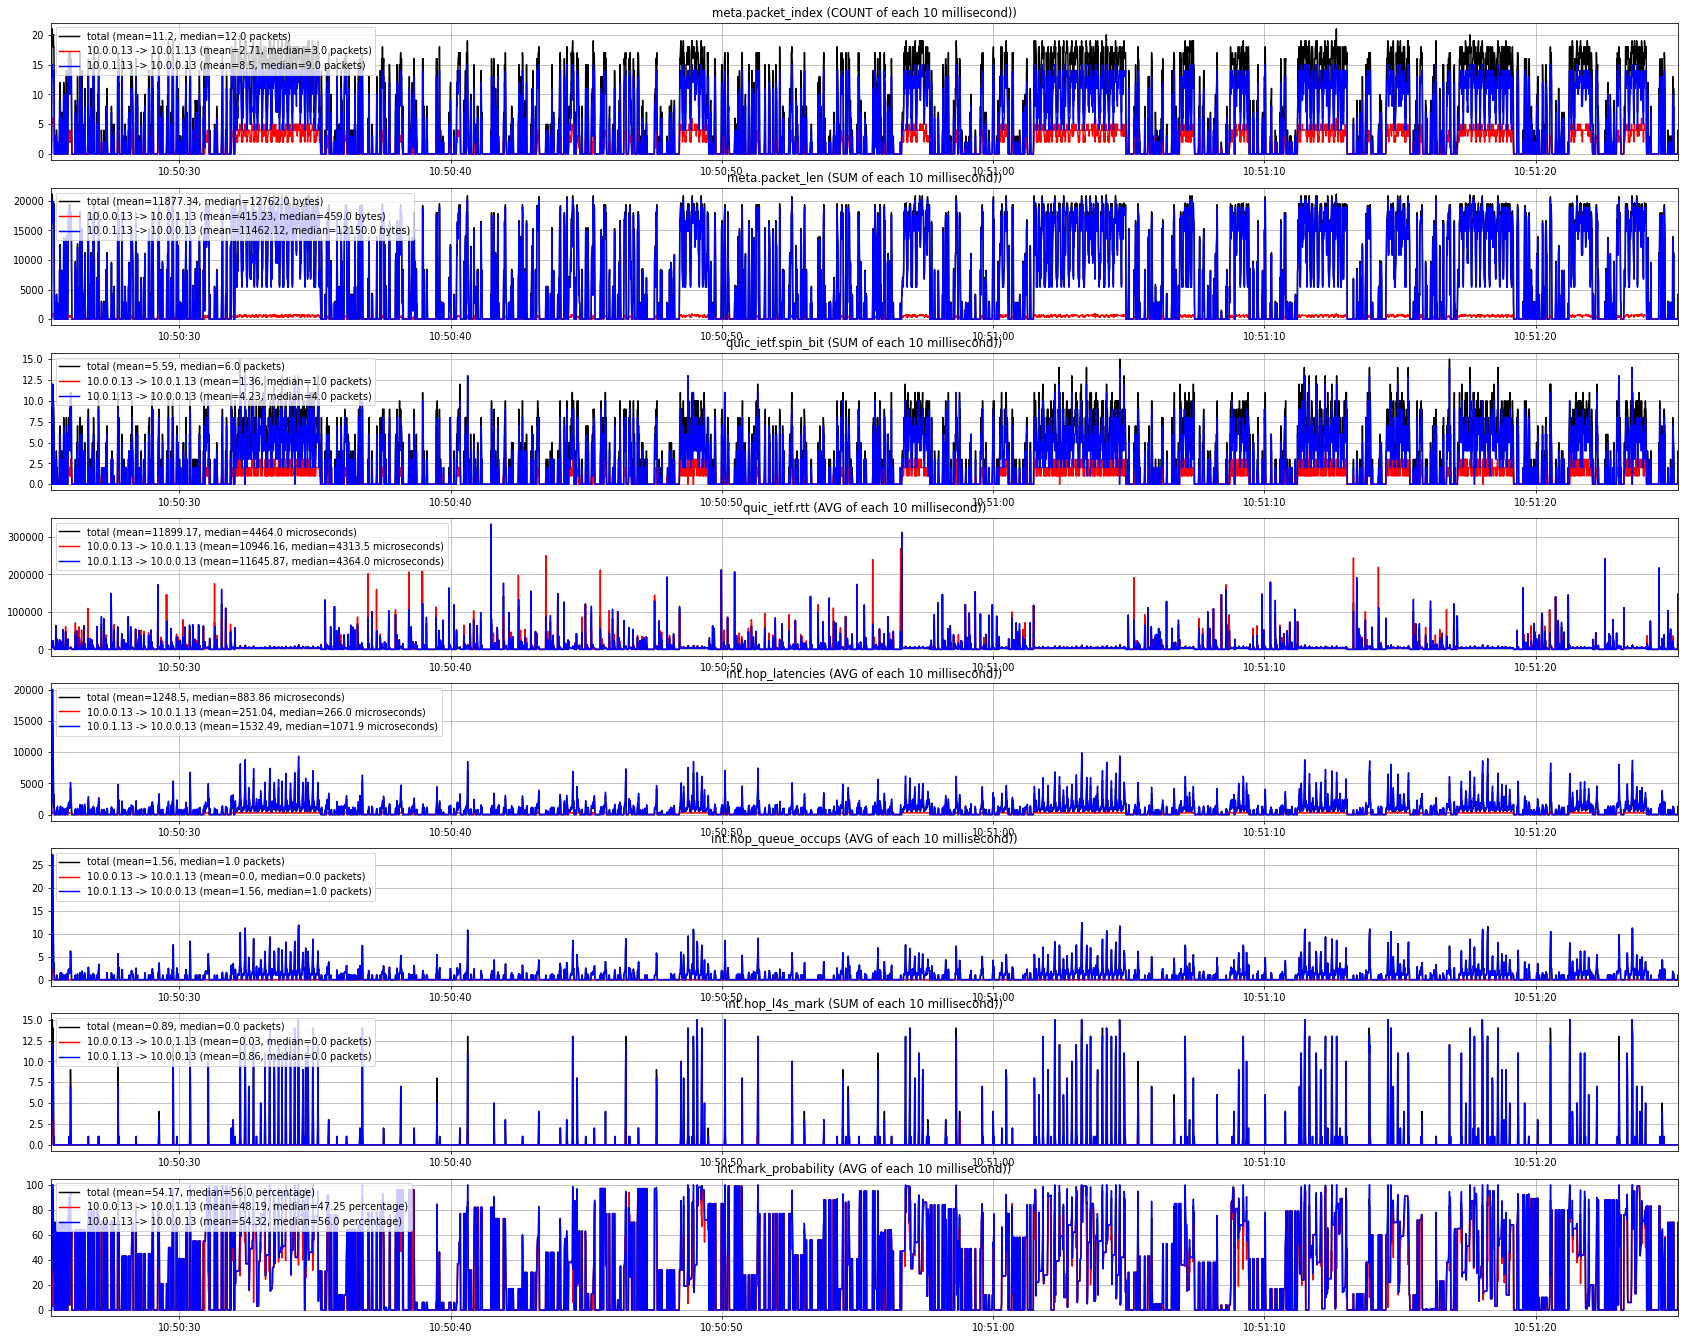 meta.packet_index (COUNT of each 10 millisecond))
total (mean=11.2, median=12.0 packets)
10.0.0.13 -> 10.0.1.13 (mean=2.71, median=3.0 packets)
10.0.1.13 -> 10.0.0.13 (mean=8.5, median=9.0 packets)
20
15
10
5
0
10:50:30 10:50:40 10:50:50 10:51:00 10:51:10 10:51:20
meta.packet_len (SUM of each 10 millisecond))
total (mean=11877.34, median=12762.0 bytes)
10.0.0.13 -> 10.0.1.13 (mean=415.23, median=459.0 bytes)
10.0.1.13 -> 10.0.0.13 (mean=11462.12, median=12150.0 bytes)
20000
15000
10000
5000
0
10:50:30 10:50:40 10:50:50 10:51:00 10:51:10 10:51:20
quic_ietf.spin_bit (SUM of each 10 millisecond))
total (mean=5.59, median=6.0 packets)
10.0.0.13 -> 10.0.1.13 (mean=1.36, median=1.0 packets)
10.0.1.13 -> 10.0.0.13 (mean=4.23, median=4.0 packets)
15.0
12.5
10.0
7.5
5.0
2.5
0.0
10:50:30 10:50:40 10:50:50 10:51:00 10:51:10 10:51:20
quic_ietf.rtt (AVG of each 10 millisecond))
total (mean=11899.17, median=4464.0 microseconds)
10.0.0.13 -> 10.0.1.13 (mean=10946.16, median=4313.5 microseconds)
10.0.1.13 -> 10.0.0.13 (mean=11645.87, median=4364.0 microseconds)
300000
200000
100000
0
10:50:30 10:50:40 10:50:50 10:51:00 10:51:10 10:51:20
int.hop_latencies (AVG of each 10 millisecond))
total (mean=1248.5, median=883.86 microseconds)
10.0.0.13 -> 10.0.1.13 (mean=251.04, median=266.0 microseconds)
10.0.1.13 -> 10.0.0.13 (mean=1532.49, median=1071.9 microseconds)
20000
15000
10000
5000
0
10:50:30 10:50:40 10:50:50 10:51:00 10:51:10 10:51:20
int.hop_queue_occups (AVG of each 10 millisecond))
total (mean=1.56, median=1.0 packets)
10.0.0.13 -> 10.0.1.13 (mean=0.0, median=0.0 packets)
10.0.1.13 -> 10.0.0.13 (mean=1.56, median=1.0 packets)
25
20
15
10
5
0
10:50:30 10:50:40 10:50:50 10:51:00 10:51:10 10:51:20
int.hop_l4s_mark (SUM of each 10 millisecond))
total (mean=0.89, median=0.0 packets)
10.0.0.13 -> 10.0.1.13 (mean=0.03, median=0.0 packets)
10.0.1.13 -> 10.0.0.13 (mean=0.86, median=0.0 packets)
15.0
12.5
10.0
7.5
5.0
2.5
0.0
10:50:30 10:50:40 10:50:50 10:51:00 10:51:10 10:51:20
int.mark_probability (AVG of each 10 millisecond))
total (mean=54.17, median=56.0 percentage)
10.0.0.13 -> 10.0.1.13 (mean=48.19, median=47.25 percentage)
10.0.1.13 -> 10.0.0.13 (mean=54.32, median=56.0 percentage)
100
80
60
40
20
0
10:50:30 10:50:40 10:50:50 10:51:00 10:51:10 10:51:20